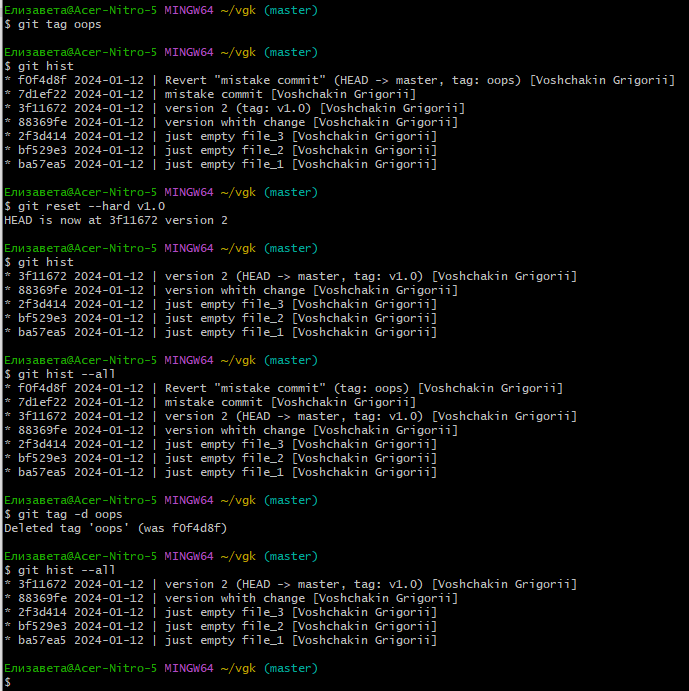 Елизавета@Acer-Nitro-5 MINGW64 ~/vgk (master)
$ git tag oops

Елизавета@Acer-Nitro-5 MINGW64 ~/vgk (master)
$ git hist
* f0f4d8f 2024-01-12 | Revert "mistake commit" (HEAD -> master, tag: oops) [Voshchakin Grigorii]
* 7d1ef22 2024-01-12 | mistake commit [Voshchakin Grigorii]
* 3f11672 2024-01-12 | version 2 (tag: v1.0) [Voshchakin Grigorii]
* 88369fe 2024-01-12 | version whith change [Voshchakin Grigorii]
* 2f3d414 2024-01-12 | just empty file_3 [Voshchakin Grigorii]
* bf529e3 2024-01-12 | just empty file_2 [Voshchakin Grigorii]
* ba57ea5 2024-01-12 | just empty file_1 [Voshchakin Grigorii]

Елизавета@Acer-Nitro-5 MINGW64 ~/vgk (master)
$ git reset --hard v1.0
HEAD is now at 3f11672 version 2

Елизавета@Acer-Nitro-5 MINGW64 ~/vgk (master)
$ git hist
* 3f11672 2024-01-12 | version 2 (HEAD -> master, tag: v1.0) [Voshchakin Grigorii]
* 88369fe 2024-01-12 | version whith change [Voshchakin Grigorii]
* 2f3d414 2024-01-12 | just empty file_3 [Voshchakin Grigorii]
* bf529e3 2024-01-12 | just empty file_2 [Voshchakin Grigorii]
* ba57ea5 2024-01-12 | just empty file_1 [Voshchakin Grigorii]

Елизавета@Acer-Nitro-5 MINGW64 ~/vgk (master)
$ git hist --all
* f0f4d8f 2024-01-12 | Revert "mistake commit" (tag: oops) [Voshchakin Grigorii]
* 7d1ef22 2024-01-12 | mistake commit [Voshchakin Grigorii]
* 3f11672 2024-01-12 | version 2 (HEAD -> master, tag: v1.0) [Voshchakin Grigorii]
* 88369fe 2024-01-12 | version whith change [Voshchakin Grigorii]
* 2f3d414 2024-01-12 | just empty file_3 [Voshchakin Grigorii]
* bf529e3 2024-01-12 | just empty file_2 [Voshchakin Grigorii]
* ba57ea5 2024-01-12 | just empty file_1 [Voshchakin Grigorii]

Елизавета@Acer-Nitro-5 MINGW64 ~/vgk (master)
$ git tag -d oops
Deleted tag 'oops' (was f0f4d8f)

Елизавета@Acer-Nitro-5 MINGW64 ~/vgk (master)
$ git hist --all
* 3f11672 2024-01-12 | version 2 (HEAD -> master, tag: v1.0) [Voshchakin Grigorii]
* 88369fe 2024-01-12 | version whith change [Voshchakin Grigorii]
* 2f3d414 2024-01-12 | just empty file_3 [Voshchakin Grigorii]
* bf529e3 2024-01-12 | just empty file_2 [Voshchakin Grigorii]
* ba57ea5 2024-01-12 | just empty file_1 [Voshchakin Grigorii]

Елизавета@Acer-Nitro-5 MINGW64 ~/vgk (master)
$